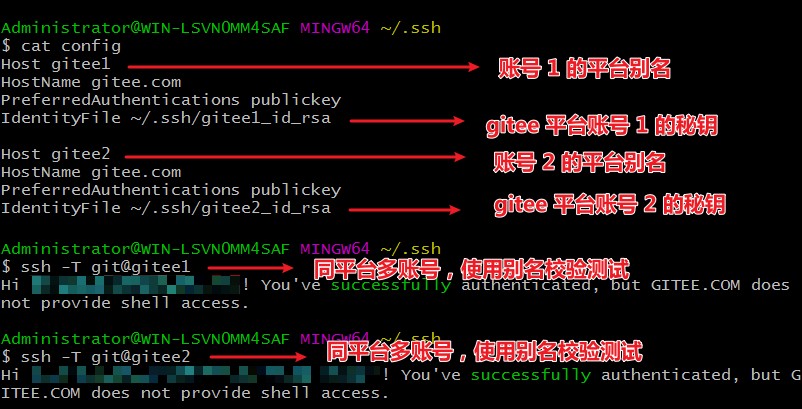 Administrator@WIN-LSVN0MM4SAF MINGW64 ~/.ssh
$ cat config
Host gitee1
账号 1 的平台别名
HostName gitee.com
PreferredAuthentications publickey
IdentityFile ~/.ssh/gitee1_id_rsa
gitee 平台账号 1 的秘钥
Host gitee2
账号 2 的平台别名
HostName gitee.com
PreferredAuthentications publickey
IdentityFile ~/.ssh/gitee2_id_rsa
gitee 平台账号 2 的秘钥
Administrator@WIN-LSVN0MM4SAF MINGW64 ~/.ssh
$ ssh -T git@gitee1
同平台多账号，使用别名校验测试
Hi ! You've successfully authenticated, but GITEE.COM does
not provide shell access.
Administrator@WIN-LSVN0MM4SAF MINGW64 ~/.ssh
$ ssh -T git@gitee2
同平台多账号，使用别名校验测试
Hi ! You've successfully authenticated, but G
ITEE.COM does not provide shell access.